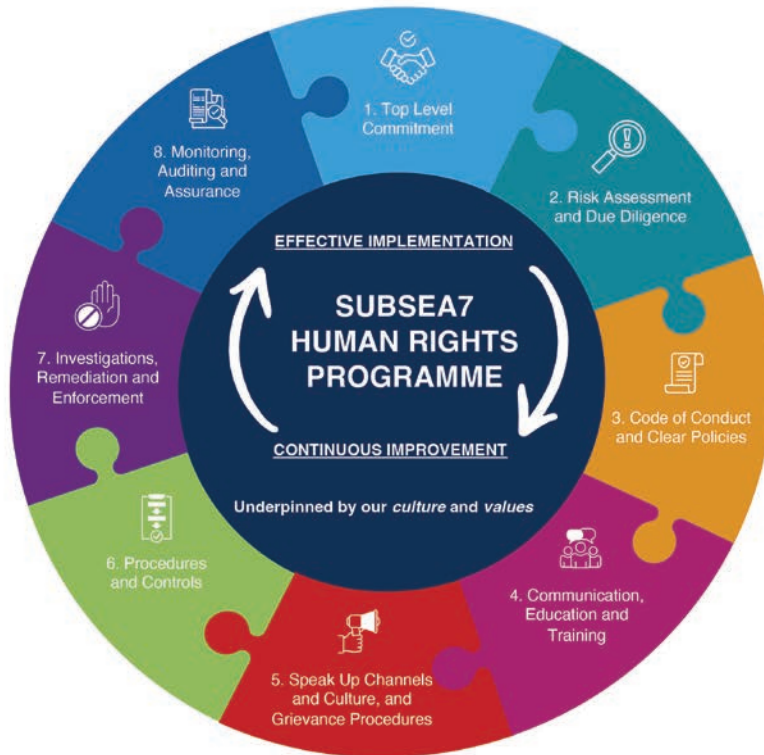 1. Top Level
Commitment
2. Risk Assessment
and Due Diligence
3. Code of Conduct
and Clear Policies
4. Communication,
Education and
Training
5. Speak Up Channels
and Culture, and
Grievance Procedures
6. Procedures
and Controls
7. Investigations,
Remediation and
Enforcement
8. Monitoring,
Auditing and
Assurance
EFFECTIVE IMPLEMENTATION
SUBSEA7
HUMAN RIGHTS
PROGRAMME
CONTINUOUS IMPROVEMENT
Underpinned by our culture and values